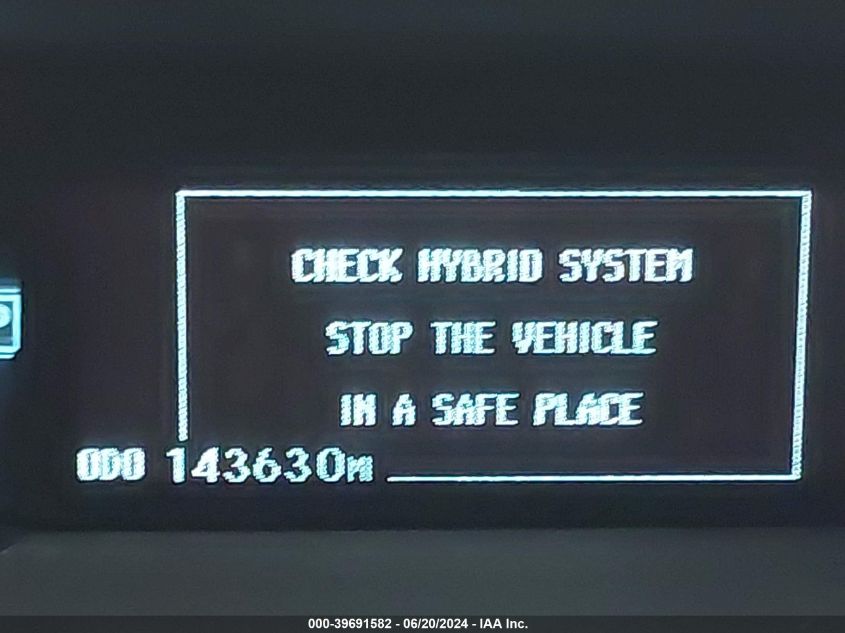 CHECK HYBRID SYSTEM
STOP THE VEHICLE
IN A SAFE PLACE
ODO 143630MI
000-39691582 - 06/20/2024 - IAA Inc.